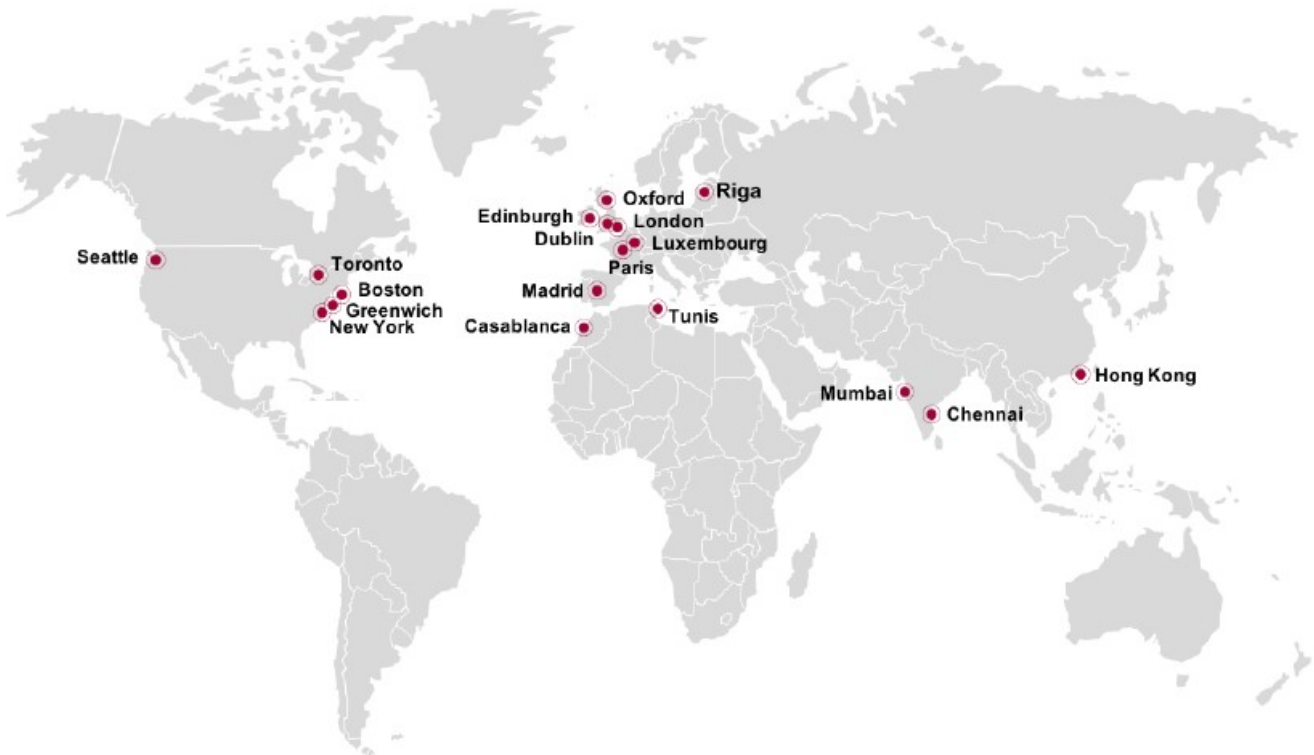 Riga
Oxford
Edinburgh
London
Dublin
Luxembourg
Seattle
Paris
Toronto
Boston
Madrid
Greenwich
Tunis
New York
Casablanca
Hong Kong
Mumbai
Chennai